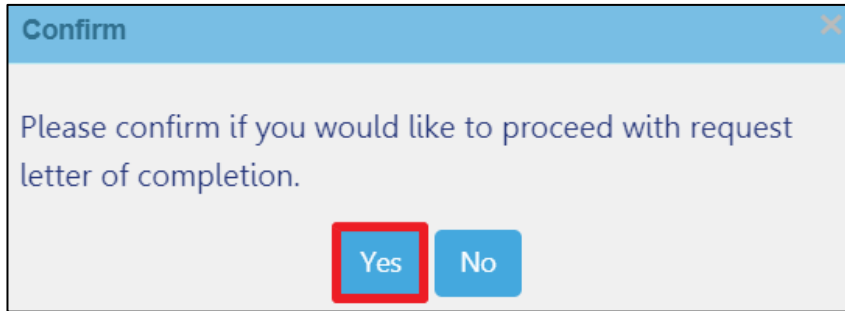 Confirm
Please confirm if you would like to proceed with request
letter of completion.
Yes No